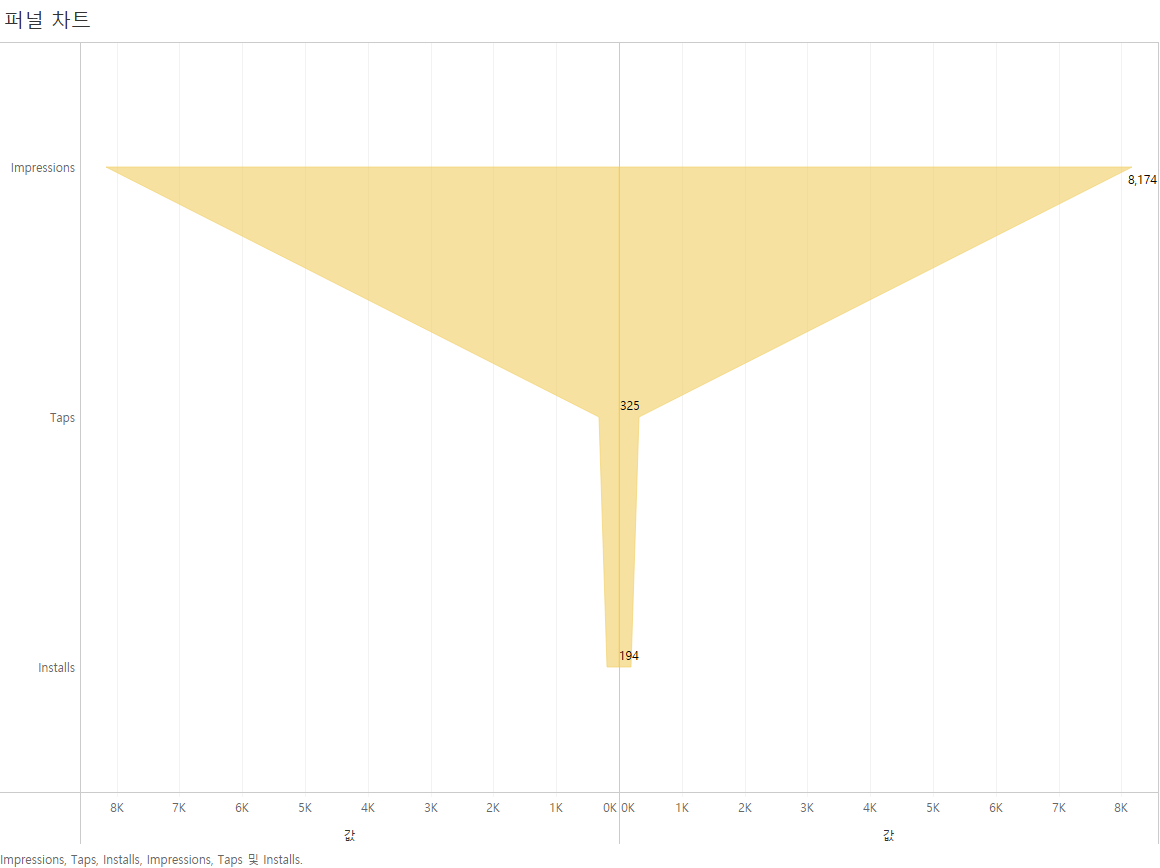 퍼널 차트
Impressions
8,174
325
Taps
194
Installs
8K 7K 6K 5K 4K 3K 2K 1K 0K 0K 1K 2K 3K 4K 5K 6K 7K 8K
값 값
Impressions, Taps, Installs, Impressions, Taps 및 Installs.